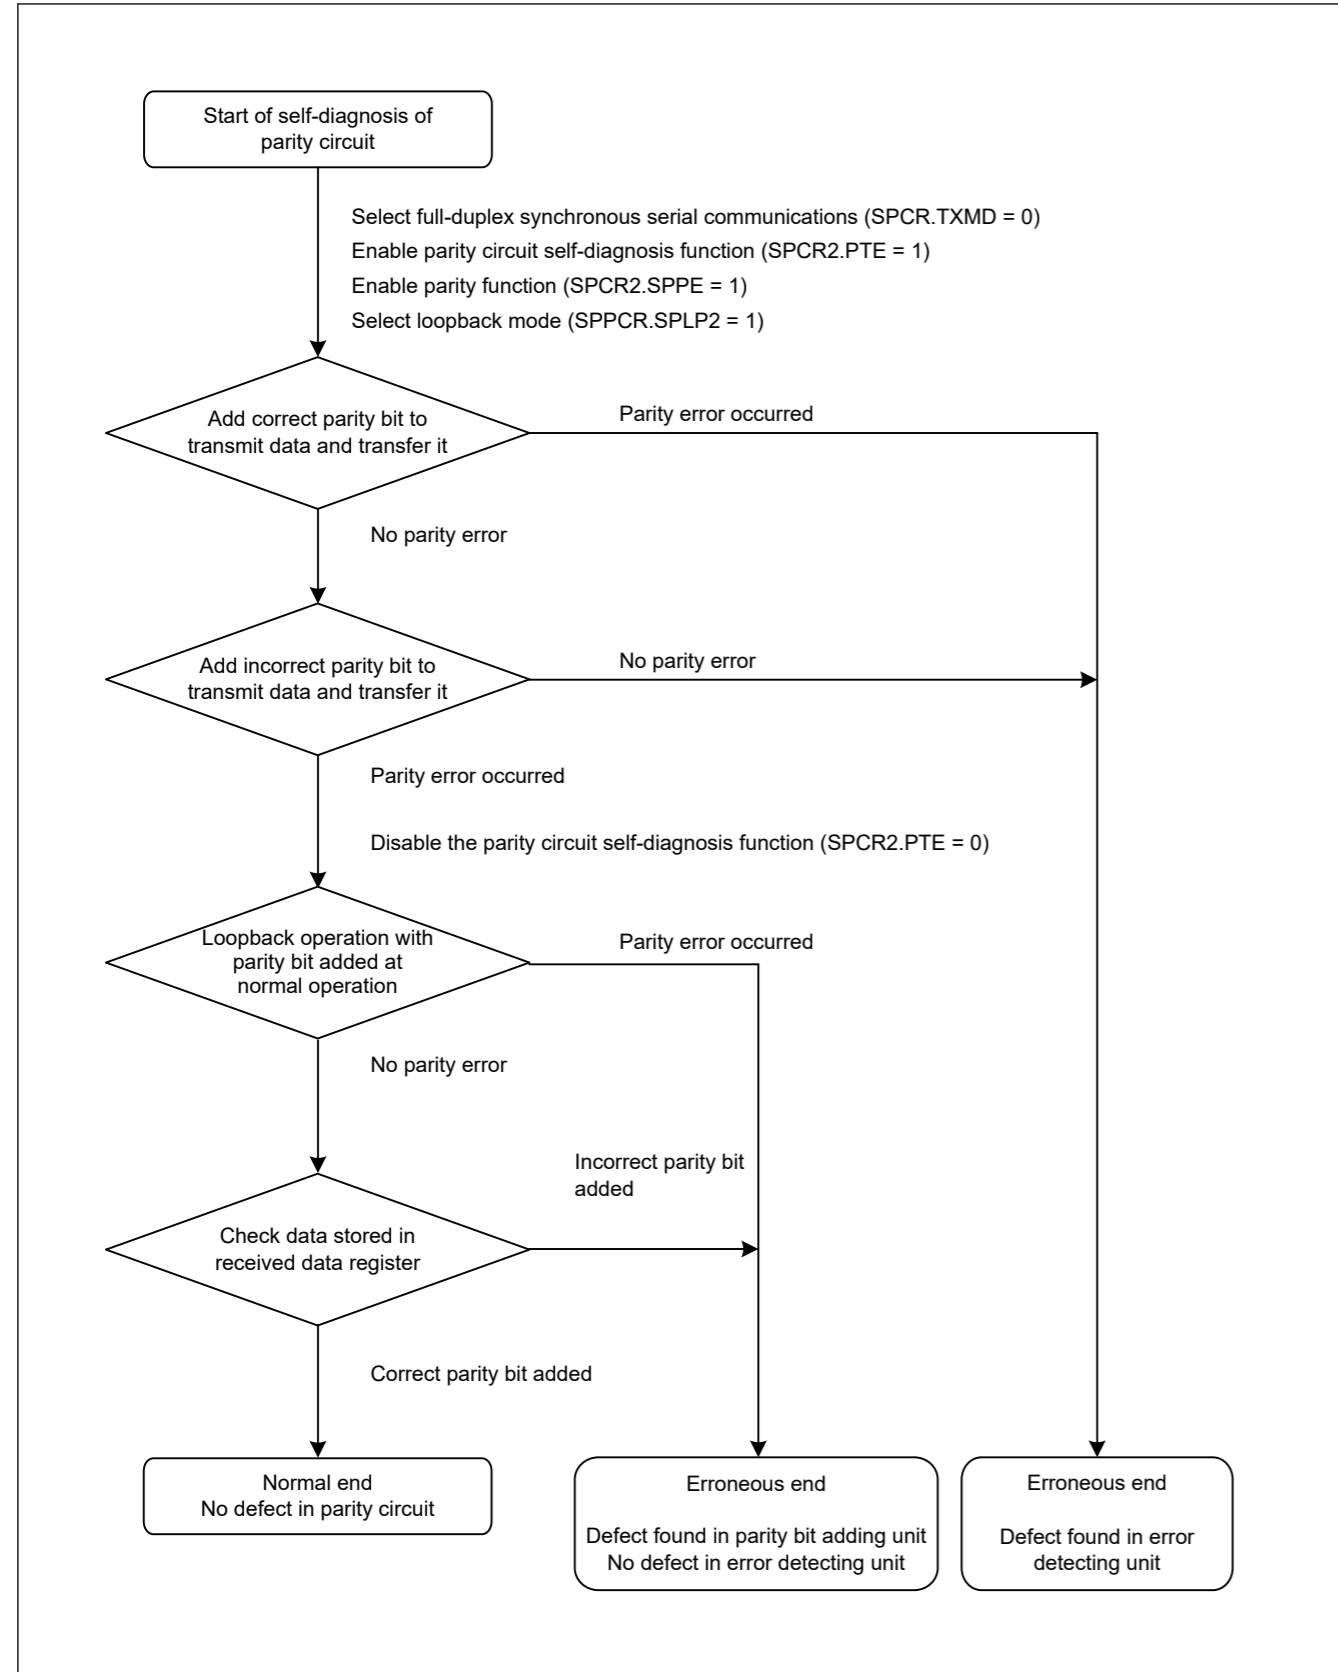 Start of self-diagnosis of
parity circuit
Select full-duplex synchronous serial communications (SPCR.TXMD = 0)
Enable parity circuit self-diagnosis function (SPCR2.PTE = 1)
Enable parity function (SPCR2.SPPE = 1)
Select loopback mode (SPPCR.SPLP2 = 1)
Add correct parity bit to
transmit data and transfer it
Parity error occurred
No parity error
Add incorrect parity bit to
transmit data and transfer it
No parity error
Parity error occurred
Disable the parity circuit self-diagnosis function (SPCR2.PTE = 0)
Loopback operation with
parity bit added at
normal operation
Parity error occurred
No parity error
Incorrect parity bit
added
Check data stored in
received data register
Correct parity bit added
Normal end
No defect in parity circuit
Erroneous end
Defect found in parity bit adding unit
No defect in error detecting unit
Erroneous end
Defect found in error
detecting unit